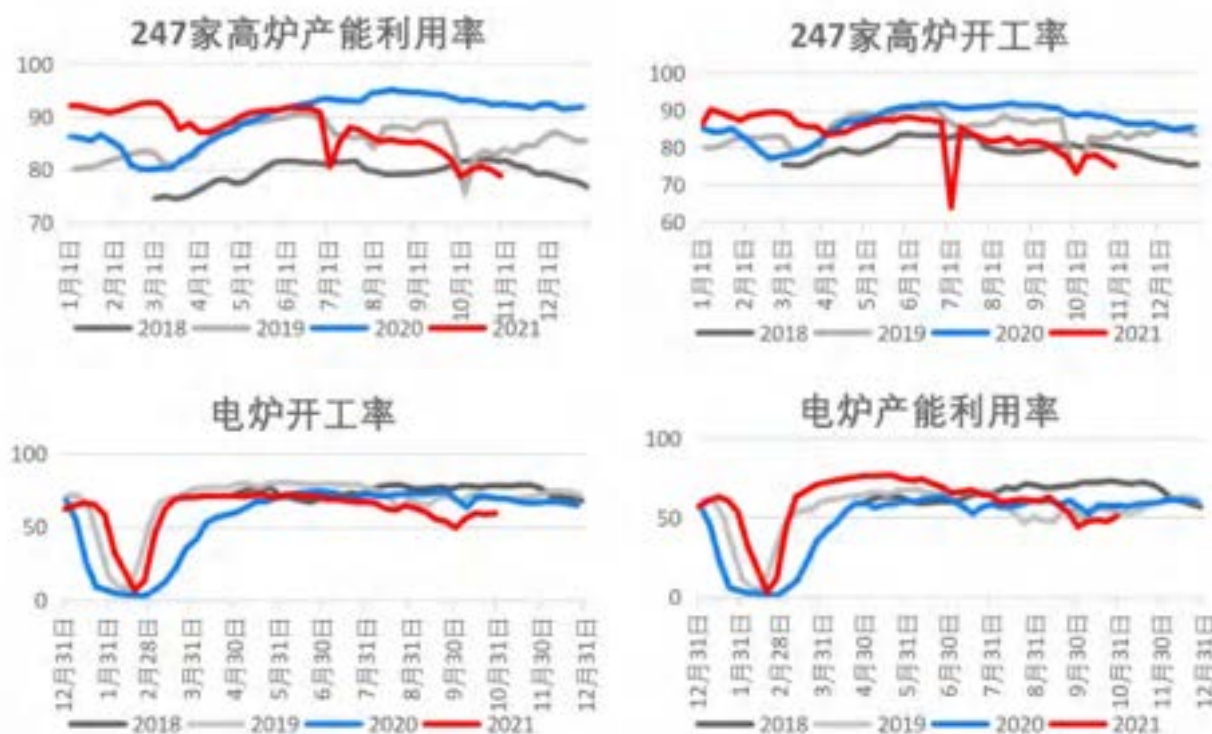 247家高炉产能利用率
100
90
80
70
1月1日
2月1日
3月1日
4月1日
5月1日
6月1日
7月1日
8月1日
9月1日
10月1日
11月1日
12月1日
2018 2019 2020 2021
247家高炉开工率
100
90
80
70
60
1月1日
2月1日
3月1日
4月1日
5月1日
6月1日
7月1日
8月1日
9月1日
10月1日
11月1日
12月1日
2018 2019 2020 2021
电炉开工率
100
50
0
12月31日
1月31日
2月28日
3月31日
4月30日
5月31日
6月30日
7月31日
8月31日
9月30日
10月31日
11月30日
12月31日
2018 2019 2020 2021
电炉产能利用率
100
50
0
12月31日
1月31日
2月28日
3月31日
4月30日
5月31日
6月30日
7月31日
8月31日
9月30日
10月31日
11月30日
12月31日
2018 2019 2020 2021